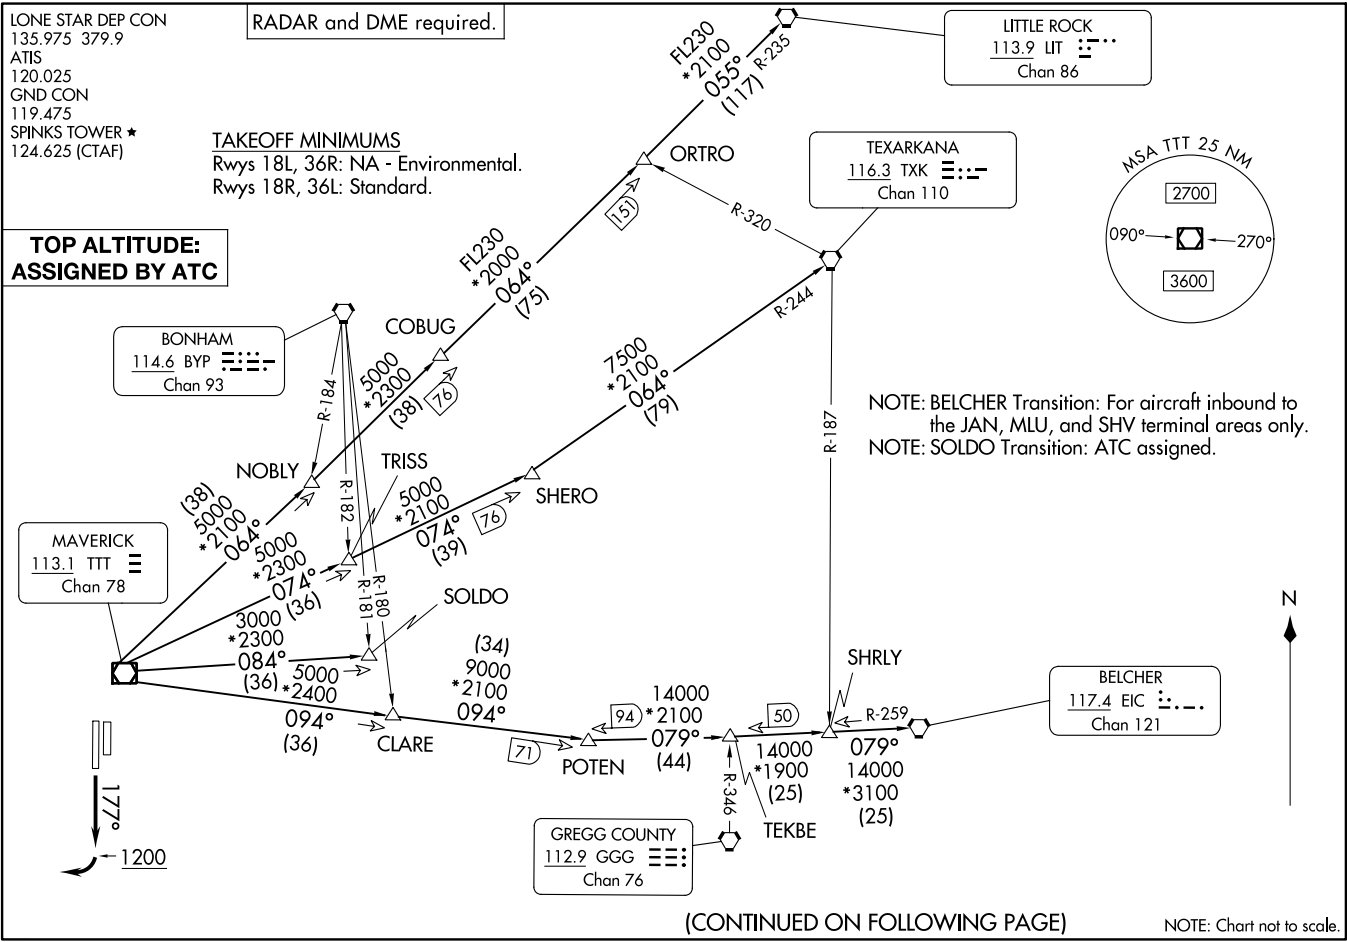 LONE STAR DEP CON
135.975 379.9
ATIS
120.025
GND CON
119.475
SPINKS TOWER ★
124.625 (CTAF)
RADAR and DME required.
TAKEOFF MINIMUMS
Rwys 18L, 36R: NA - Environmental.
Rwys 18R, 36L: Standard.
TOP ALTITUDE:
ASSIGNED BY ATC
LITTLE ROCK
113.9 LIT
Chan 86
R-235
FL230
*2100
055°
(117)
ORTRO
151
TEXARKANA
116.3 TXK
Chan 110
R-320
R-244
R-187
MSA TTT 25 NM
2700
090°
270°
3600
FL230
*2000
064°
(75)
COBUG
76
BONHAM
114.6 BYP
Chan 93
R-184
R-182
R-181
R-180
5000
*2300
(38)
7500
*2100
064°
(79)
NOTE: BELCHER Transition: For aircraft inbound to
the JAN, MLU, and SHV terminal areas only.
NOTE: SOLDO Transition: ATC assigned.
NOBLY
TRISS
SHERO
76
5000
*2100
074°
(39)
(38)
5000
*2100
064°
5000
*2300
074°
(36)
MAVERICK
113.1 TTT
Chan 78
SOLDO
3000
*2300
084°
(36)
5000
*2400
094°
(36)
CLARE
(34)
9000
*2100
094°
71
POTEN
94
14000
*2100
079°
(44)
50
TEKBE
14000
*1900
(25)
SHRLY
R-259
079°
14000
*3100
(25)
BELCHER
117.4 EIC
Chan 121
R-346
GREGG COUNTY
112.9 GGG
Chan 76
N
177°
1200
(CONTINUED ON FOLLOWING PAGE)
NOTE: Chart not to scale.